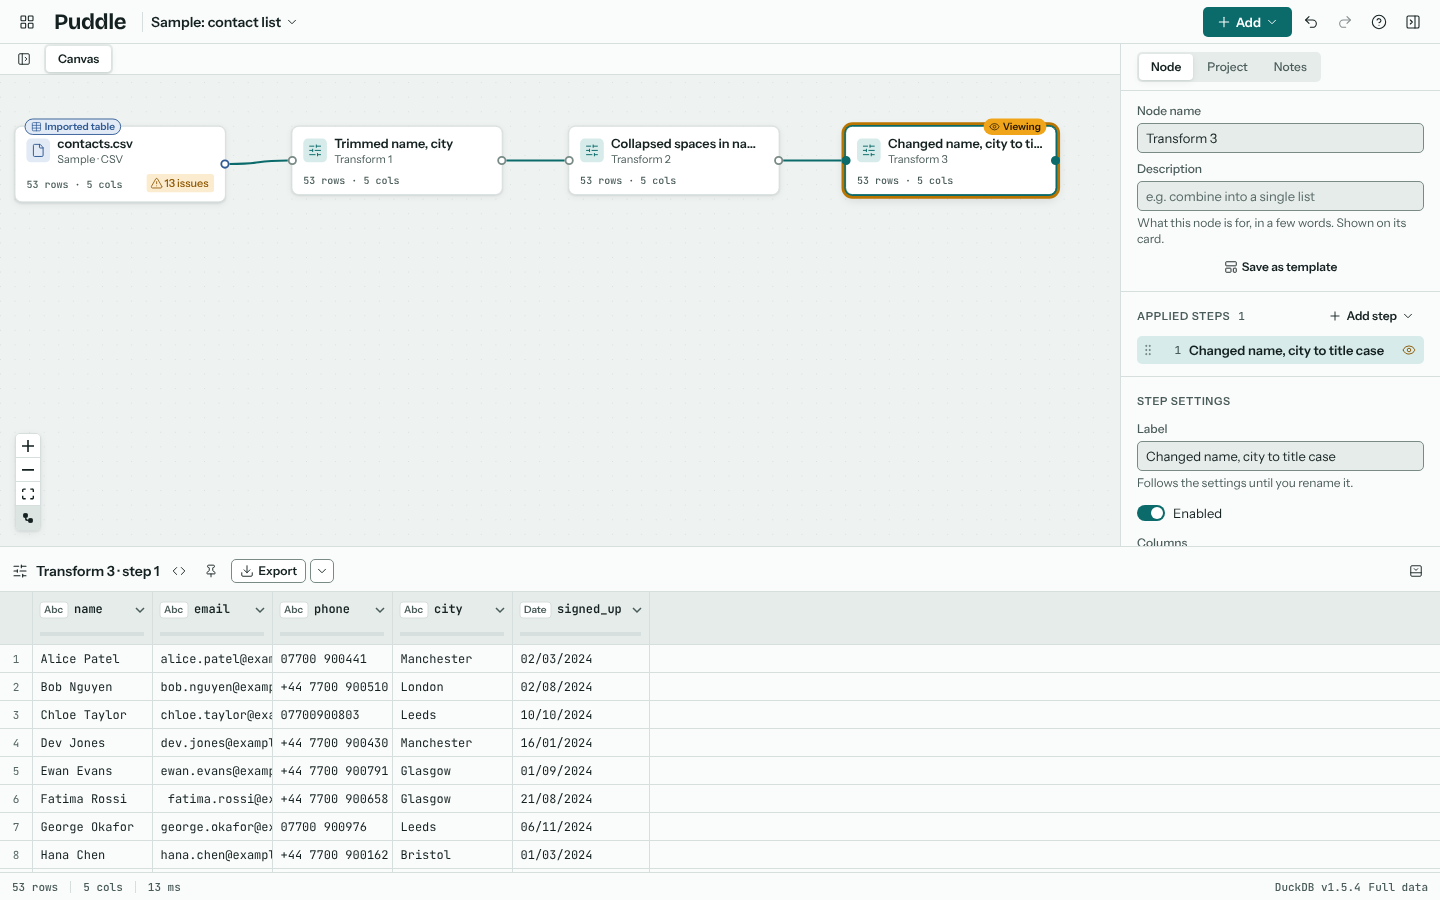 Puddle
Sample: contact list
Add
Canvas
Node Project Notes
Imported table
contacts.csv
Sample · CSV
53 rows · 5 cols
13 issues
Trimmed name, city
Transform 1
53 rows · 5 cols
Collapsed spaces in na...
Transform 2
53 rows · 5 cols
Viewing
Changed name, city to ti...
Transform 3
53 rows · 5 cols
Node name
Transform 3
Description
e.g. combine into a single list
What this node is for, in a few words. Shown on its
card.
Save as template
APPLIED STEPS 1
Add step
1 Changed name, city to title case
STEP SETTINGS
Label
Changed name, city to title case
Follows the settings until you rename it.
Enabled
Columns
Transform 3 · step 1
Export
Abc name Abc email Abc phone Abc city Date signed_up
1 Alice Patel alice.patel@exam 07700 900441 Manchester 02/03/2024
2 Bob Nguyen bob.nguyen@examp +44 7700 900510 London 02/08/2024
3 Chloe Taylor chloe.taylor@exa 07700900803 Leeds 10/10/2024
4 Dev Jones dev.jones@exampl +44 7700 900430 Manchester 16/01/2024
5 Ewan Evans ewan.evans@examp +44 7700 900791 Glasgow 01/09/2024
6 Fatima Rossi fatima.rossi@ex +44 7700 900658 Glasgow 21/08/2024
7 George Okafor george.okafor@ex 07700 900976 Leeds 06/11/2024
8 Hana Chen hana.chen@exampl +44 7700 900162 Bristol 01/03/2024
53 rows 5 cols 13 ms
DuckDB v1.5.4 Full data